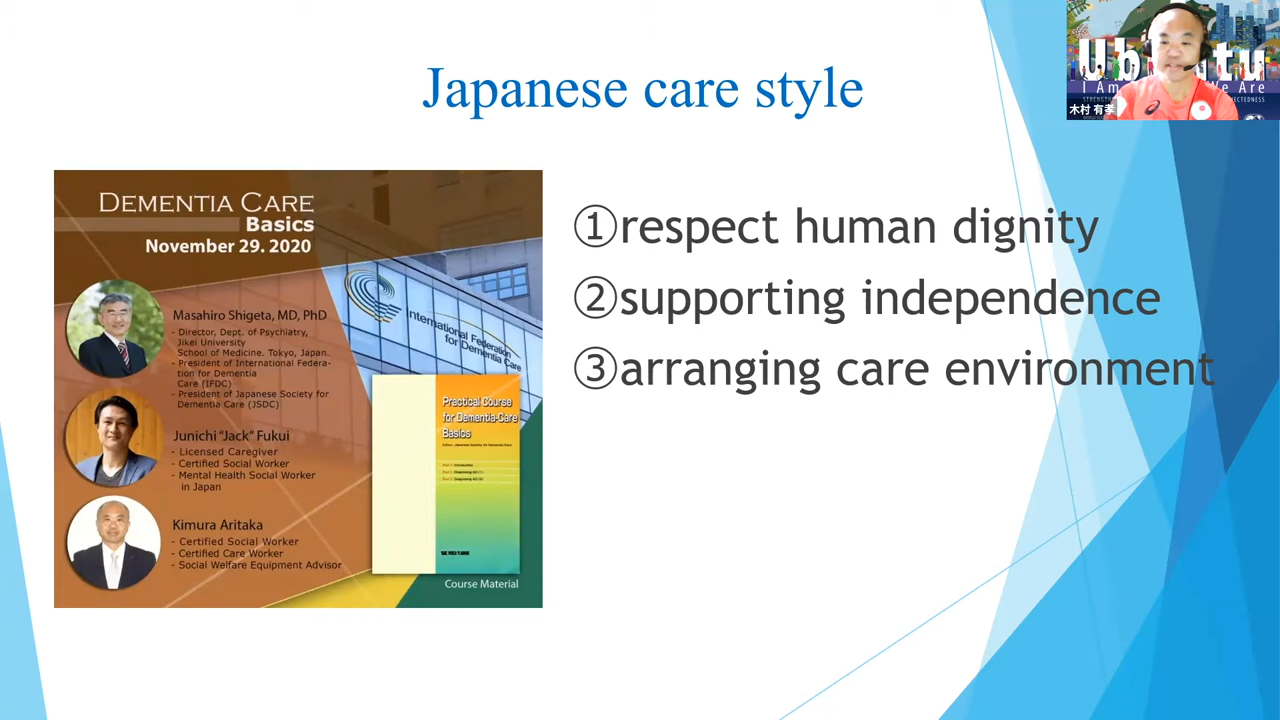 Japanese care style
DEMENTIA CARE
Basics
November 29. 2020
Masahiro Shigeta, MD, PhD
- Director, Dept. of Psychiatry,
Jikei University
School of Medicine. Tokyo, Japan.
- President of International Federa-
tion for Dementia
Care (IFDC)
- President of Japanese Society for
Dementia Care (JSDC)
Junichi "Jack" Fukui
- Licensed Caregiver
- Certified Social Worker
- Mental Health Social Worker
in Japan
Kimura Aritaka
- Certified Social Worker
- Certified Care Worker
- Social Welfare Equipment Advisor
International Federation
for Dementia Care
Practical Course
for Dementia-Care
Basics
Course Material
①respect human dignity
②supporting independence
③arranging care environment
I Am
We Are
木村 有孝